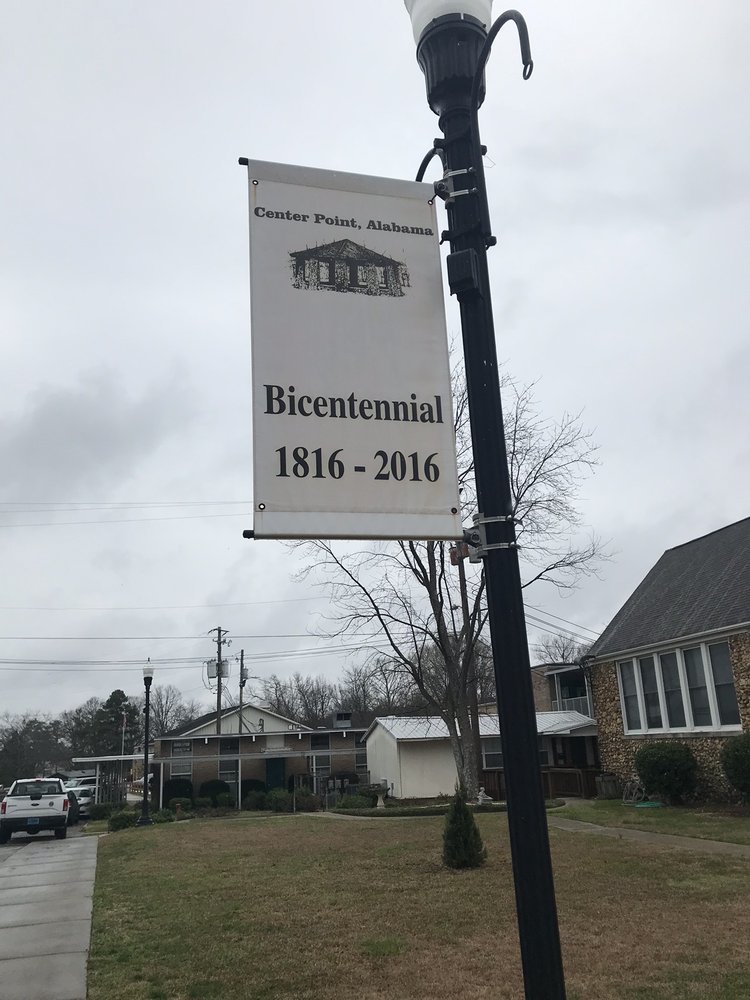 Center Point, Alabama
Bicentennial
1816 - 2016